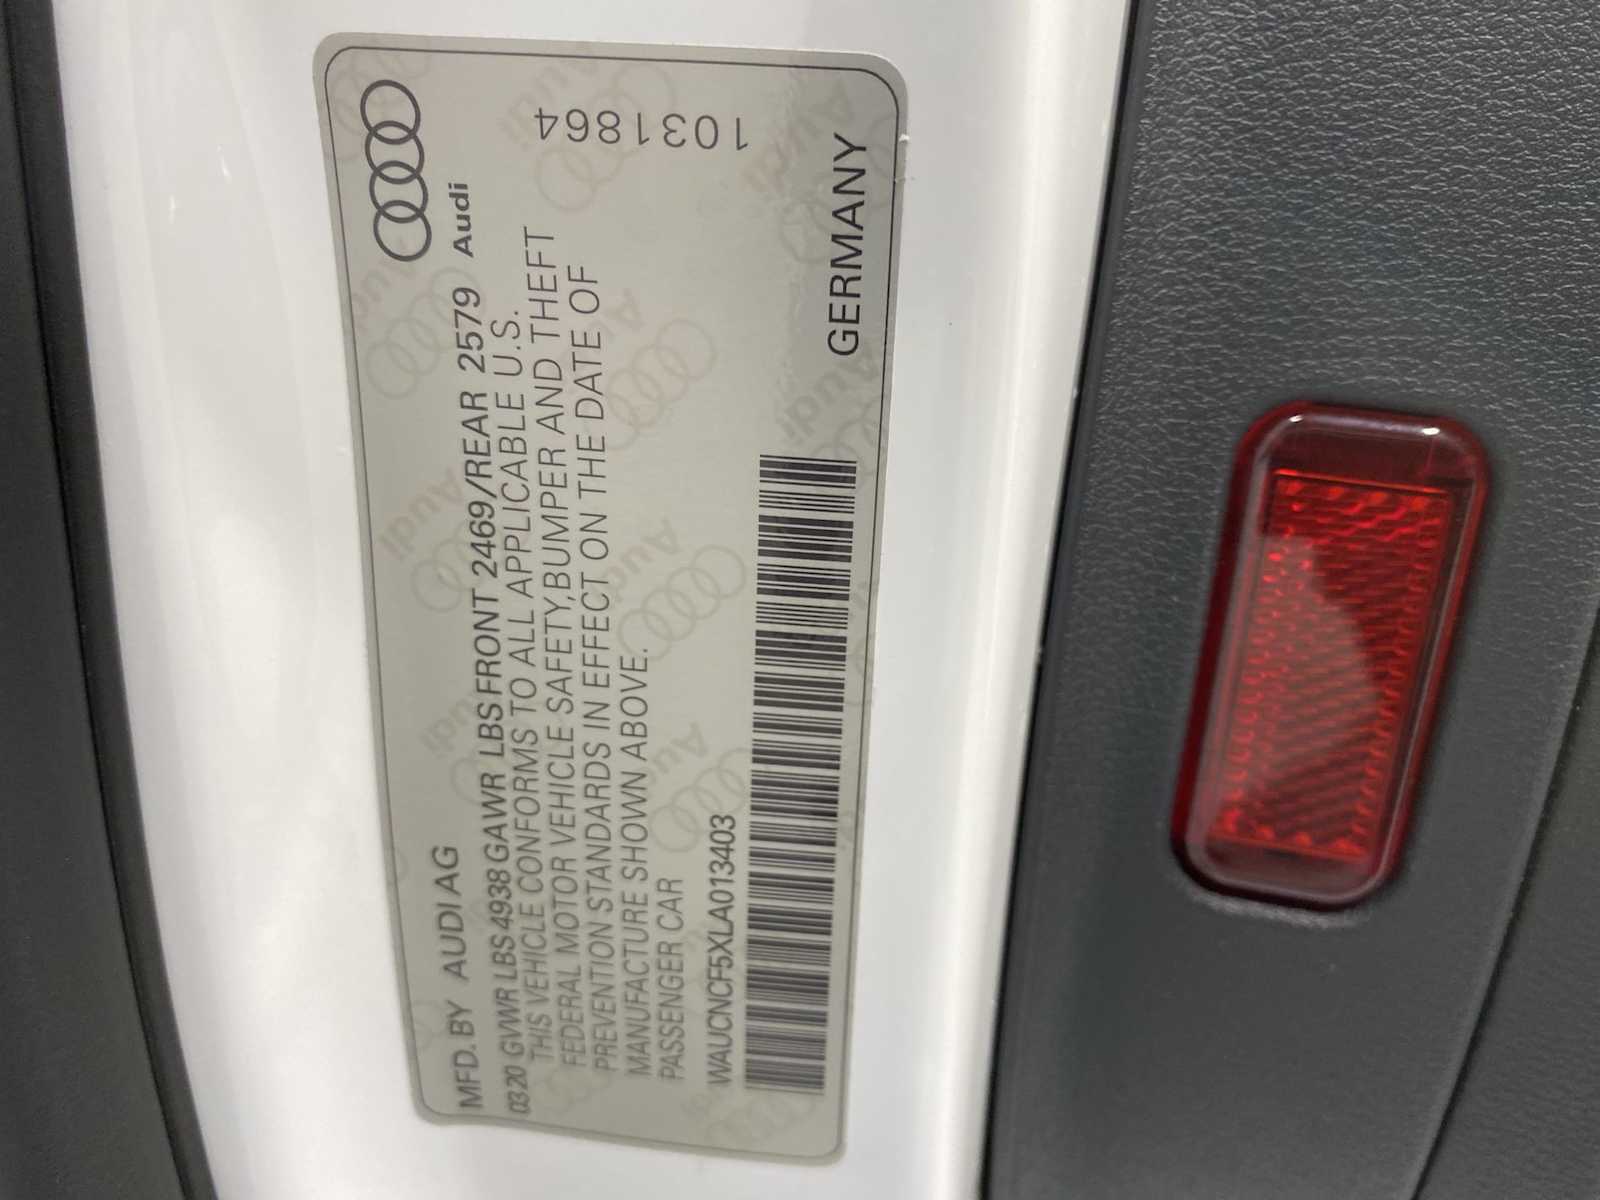 MFD. BY AUDI AG
03.20 GVWR LBS 4938 GAWR LBS FRONT 2469/REAR 2579 Audi
THIS VEHICLE CONFORMS TO ALL APPLICABLE U.S.
FEDERAL MOTOR VEHICLE SAFETY,BUMPER AND THEFT
PREVENTION STANDARDS IN EFFECT ON THE DATE OF
MANUFACTURE SHOWN ABOVE.
PASSENGER CAR
WAUCNCF5XLA013403
GERMANY
1031864